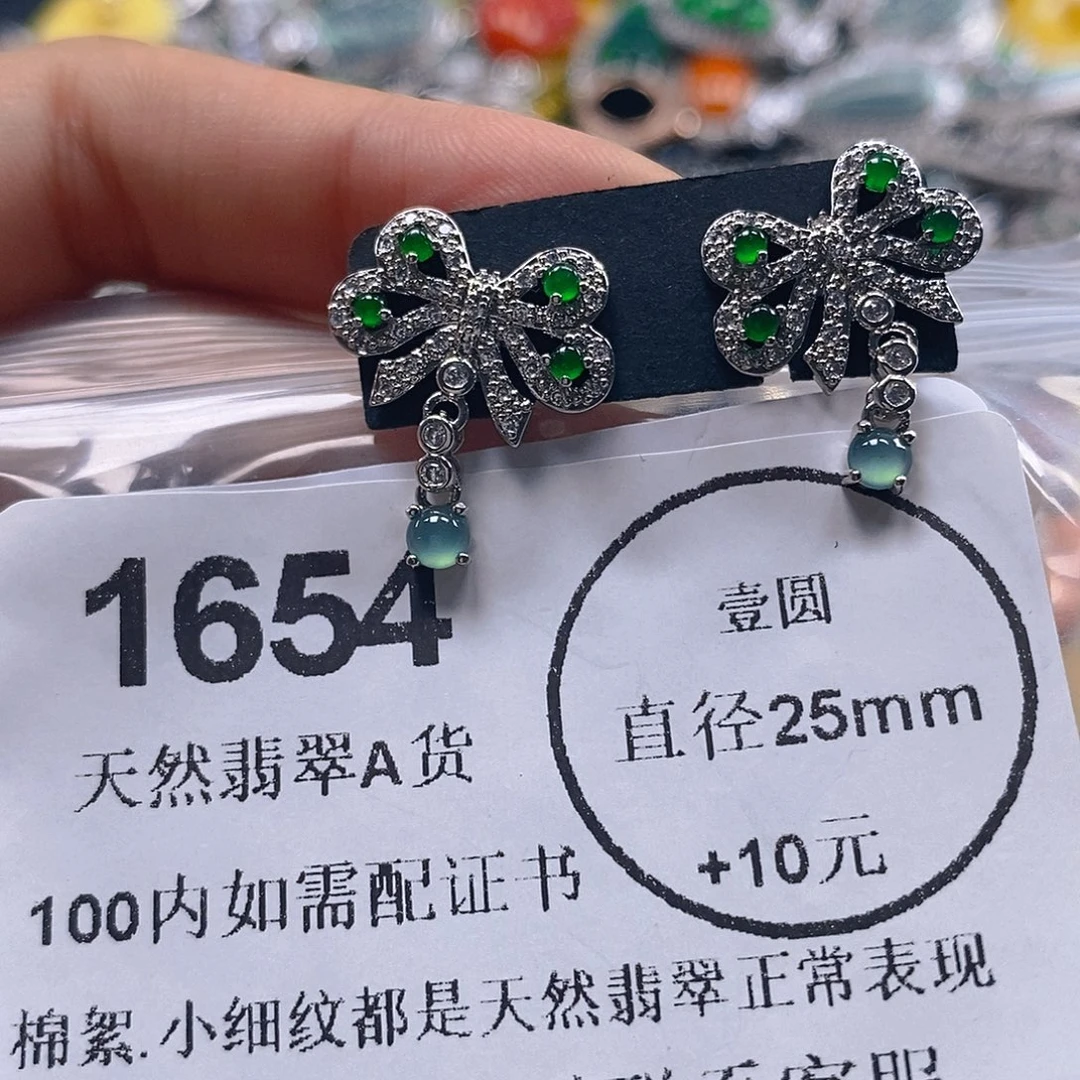 1654
天然翡翠A货
壹圆
直径25mm
+10元
100内如需配证书
棉絮.小细纹都是天然翡翠正常表现